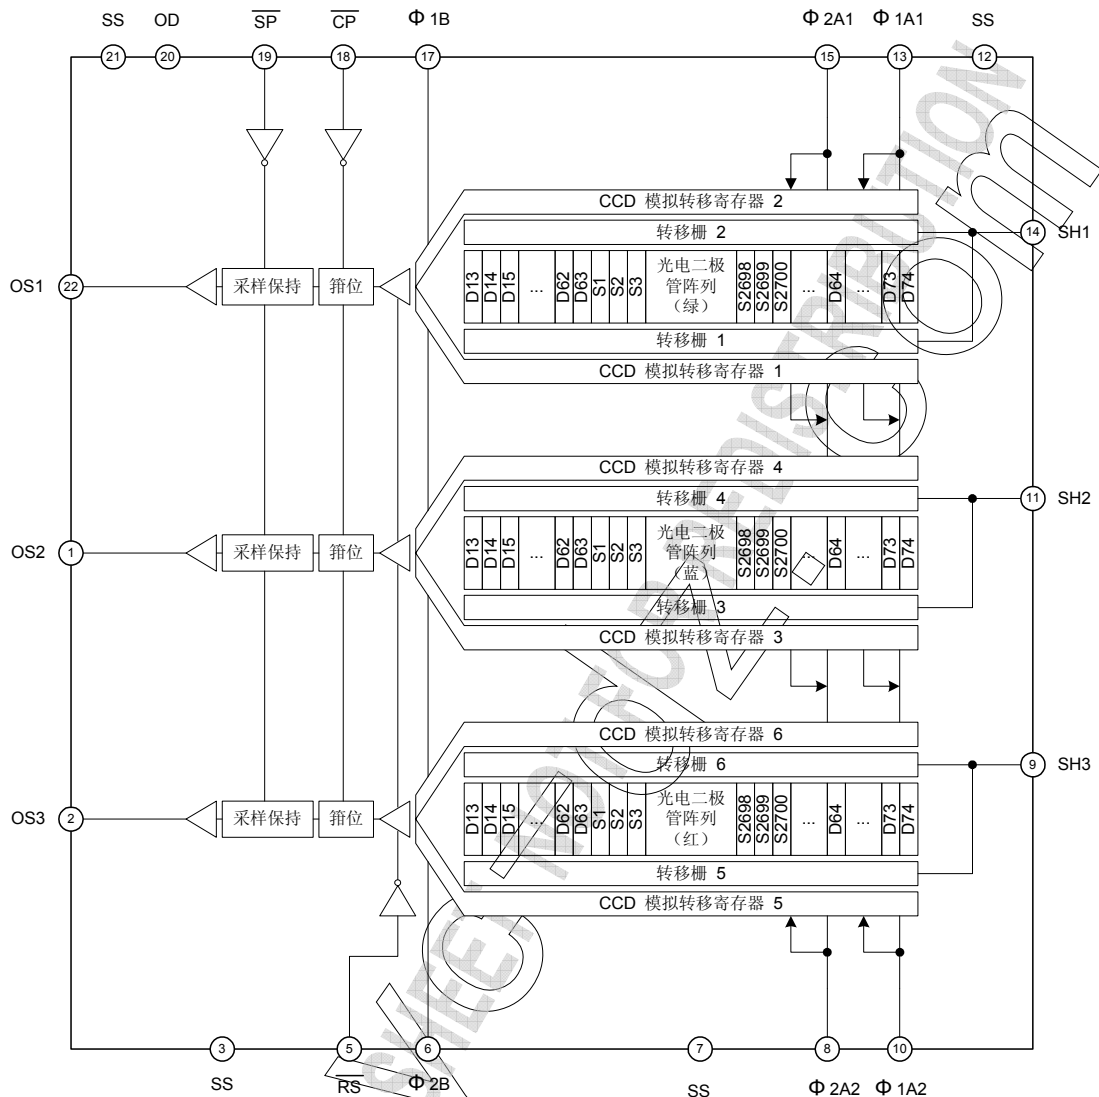 SS OD SP CP Φ 1B Φ 2A1 Φ 1A1 SS
21 20 19 18 17 15 13 12
CCD 模拟转移寄存器 2
转移栅 2
14 SH1
OS1 22 采样保持 箝位
D13 D14 D15 ... D62 D63 S1 S2 S3 光电二极管阵列（绿） S2698 S2699 S2700 ... D64 ... D73 D74
转移栅 1
CCD 模拟转移寄存器 1
CCD 模拟转移寄存器 4
转移栅 4
11 SH2
OS2 1 采样保持 箝位
D13 D14 D15 ... D62 D63 S1 S2 S3 光电二极管阵列（蓝） S2698 S2699 S2700 ... D64 ... D73 D74
转移栅 3
CCD 模拟转移寄存器 3
CCD 模拟转移寄存器 6
转移栅 6
9 SH3
OS3 2 采样保持 箝位
D13 D14 D15 ... D62 D63 S1 S2 S3 光电二极管阵列（红） S2698 S2699 S2700 ... D64 ... D73 D74
转移栅 5
CCD 模拟转移寄存器 5
3 5 6 7 8 10
SS RS Φ 2B SS Φ 2A2 Φ 1A2
SHEET NOT FOR REDISTRIBUTION